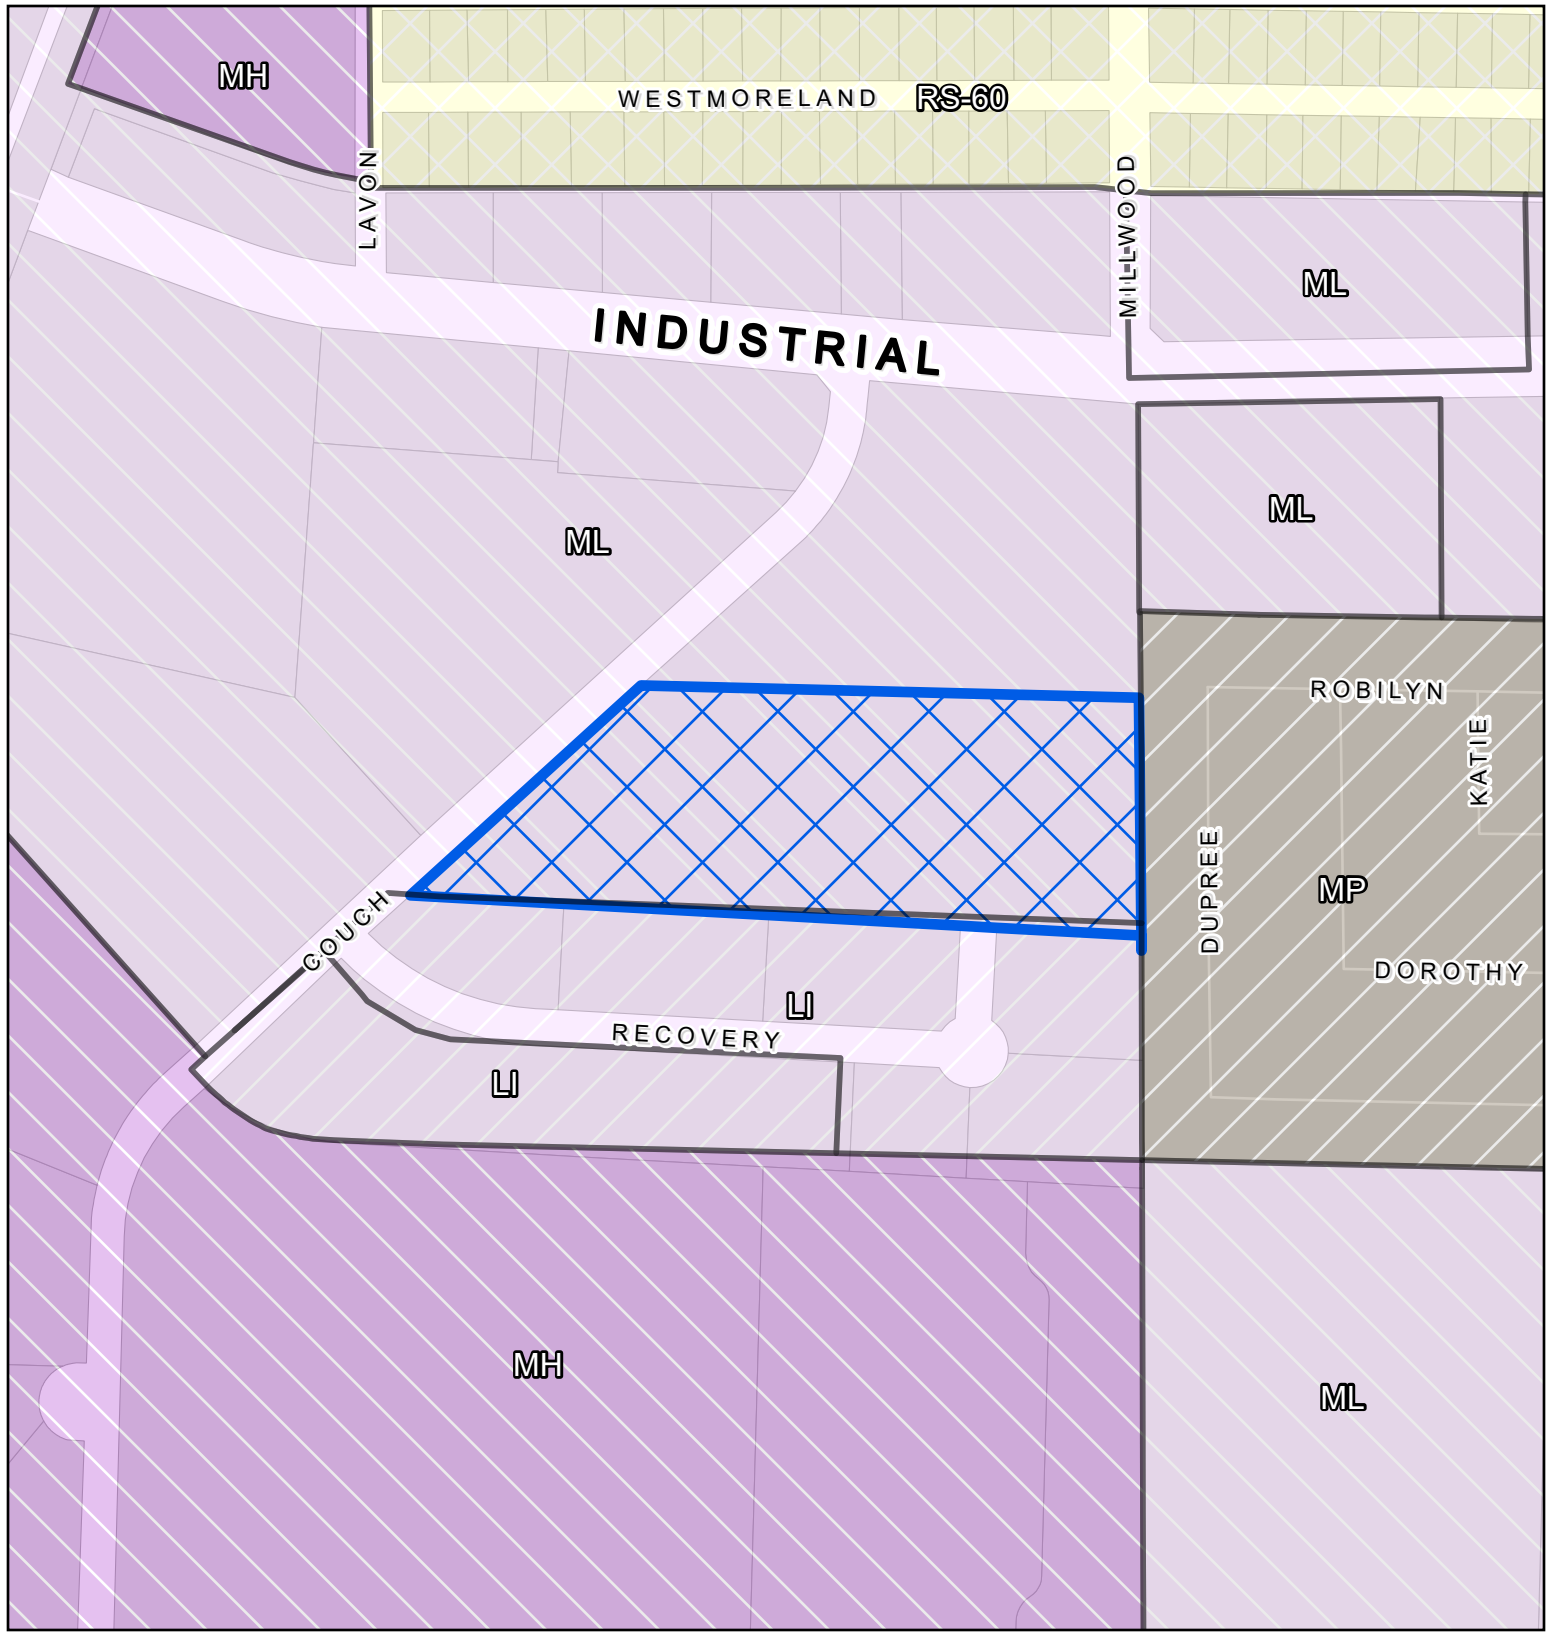 MH
WESTMORELAND
RS-60
LAVON
MILLWOOD
ML
INDUSTRIAL
ML
ML
ROBILYN
KATIE
DUPREE
MP
COUCH
DOROTHY
LI
RECOVERY
LI
MH
ML